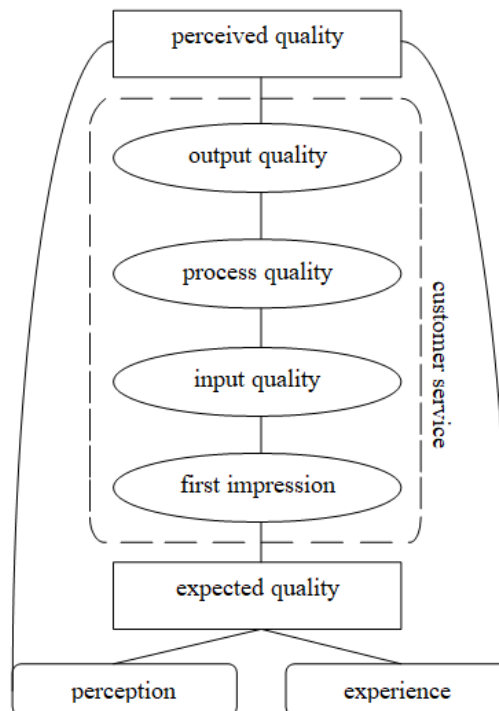 perceived quality
output quality
process quality
input quality
first impression
customer service
expected quality
perception
experience